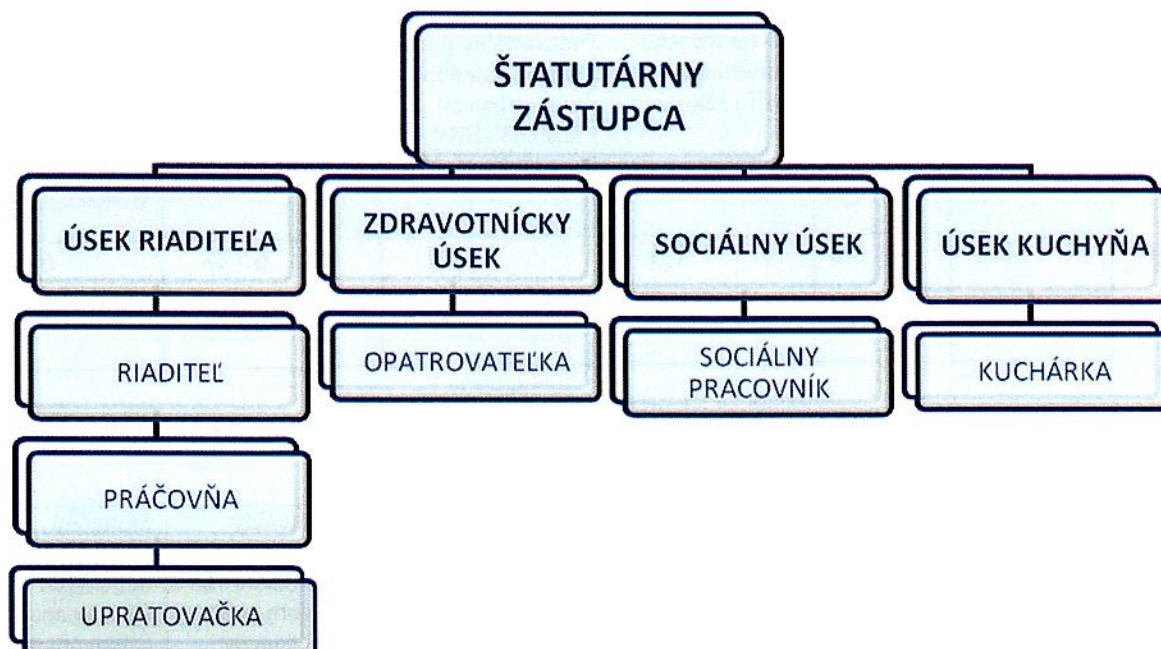 ŠTATUTÁRNY
ZÁSTUPCA
ÚSEK RIADITEĽA
ZDRAVOTNÍCKY
ÚSEK
SOCIÁLNY ÚSEK
ÚSEK KUCHYŇA
RIADITEĽ
OPATROVATEĽKA
SOCIÁLNY
PRACOVNÍK
KUCHÁRKA
PRÁČOVŇA
UPRATOVAČKA